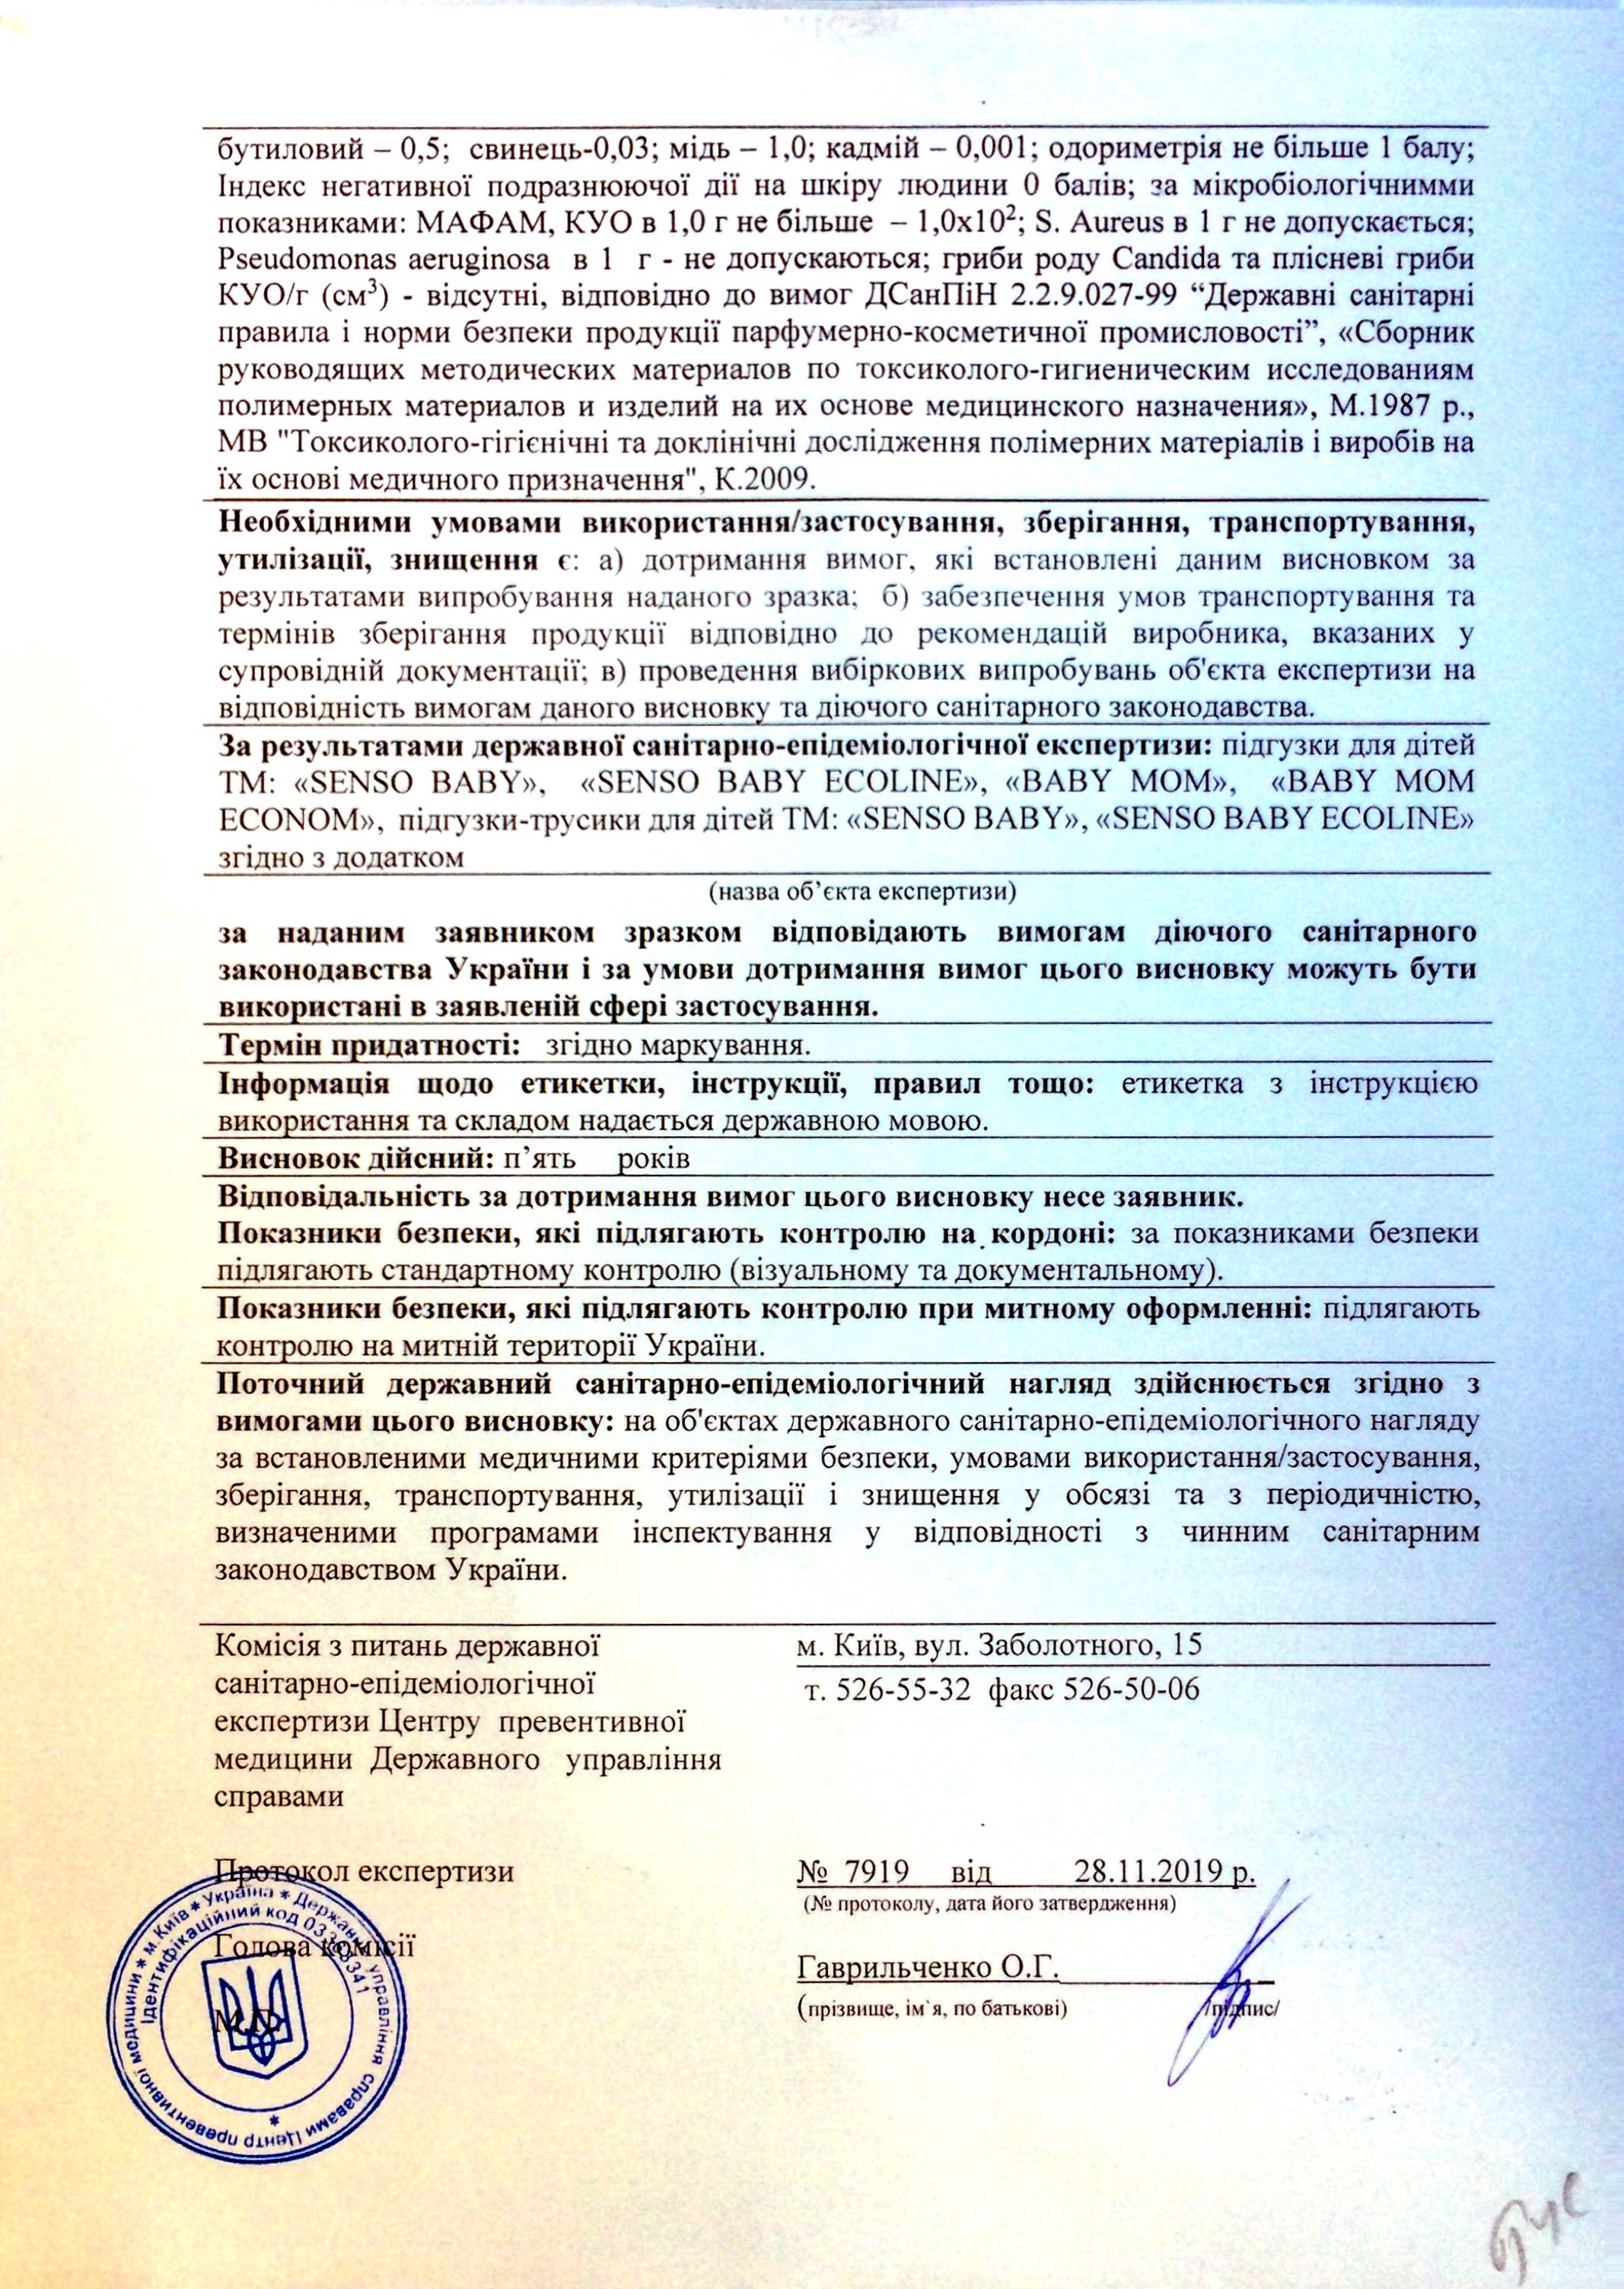 бутиловий – 0,5; свинець-0,03; мідь – 1,0; кадмій – 0,001; одориметрія не більше 1 балу;
Індекс негативної подразнюючої дії на шкіру людини 0 балів; за мікробіологічнимми
показниками: МАФАМ, КУО в 1,0 г не більше – 1,0х10²; S. Aureus в 1 г не допускається;
Pseudomonas aeruginosa в 1 г - не допускаються; гриби роду Candida та плісневі гриби
КУО/г (см³) - відсутні, відповідно до вимог ДСанПіН 2.2.9.027-99 “Державні санітарні
правила і норми безпеки продукції парфумерно-косметичної промисловості”, «Сборник
руководящих методических материалов по токсиколого-гигиеническим исследованиям
полимерных материалов и изделий на их основе медицинского назначения», М.1987 р.,
МВ "Токсиколого-гігієнічні та доклінічні дослідження полімерних матеріалів і виробів на
їх основі медичного призначення", К.2009.
Необхідними умовами використання/застосування, зберігання, транспортування,
утилізації, знищення є: а) дотримання вимог, які встановлені даним висновком за
результатами випробування наданого зразка; б) забезпечення умов транспортування та
термінів зберігання продукції відповідно до рекомендацій виробника, вказаних у
супровідній документації; в) проведення вибіркових випробувань об'єкта експертизи на
відповідність вимогам даного висновку та діючого санітарного законодавства.
За результатами державної санітарно-епідеміологічної експертизи: підгузки для дітей
ТМ: «SENSO BABY», «SENSO BABY ECOLINE», «BABY MOM», «BABY MOM
ECONOM», підгузки-трусики для дітей ТМ: «SENSO BABY», «SENSO BABY ECOLINE»
згідно з додатком
(назва об’єкта експертизи)
за наданим заявником зразком відповідають вимогам діючого санітарного
законодавства України і за умови дотримання вимог цього висновку можуть бути
використані в заявленій сфері застосування.
Термін придатності: згідно маркування.
Інформація щодо етикетки, інструкції, правил тощо: етикетка з інструкцією
використання та складом надається державною мовою.
Висновок дійсний: п’ять років
Відповідальність за дотримання вимог цього висновку несе заявник.
Показники безпеки, які підлягають контролю на кордоні: за показниками безпеки
підлягають стандартному контролю (візуальному та документальному).
Показники безпеки, які підлягають контролю при митному оформленні: підлягають
контролю на митній території України.
Поточний державний санітарно-епідеміологічний нагляд здійснюється згідно з
вимогами цього висновку: на об'єктах державного санітарно-епідеміологічного нагляду
за встановленими медичними критеріями безпеки, умовами використання/застосування,
зберігання, транспортування, утилізації і знищення у обсязі та з періодичністю,
визначеними програмами інспектування у відповідності з чинним санітарним
законодавством України.
Комісія з питань державної
санітарно-епідеміологічної
експертизи Центру превентивної
медицини Державного управління
справами
м. Київ, вул. Заболотного, 15
т. 526-55-32 факс 526-50-06
Протокол експертизи
№ 7919 від 28.11.2019 р.
(№ протоколу, дата його затвердження)
Голова комісії
Гаврильченко О.Г.
(прізвище, ім`я, по батькові) /підпис/
М.П.
м.Київ * Україна * Державне управління справами Центр превентивної медицини *
Ідентифікаційний код